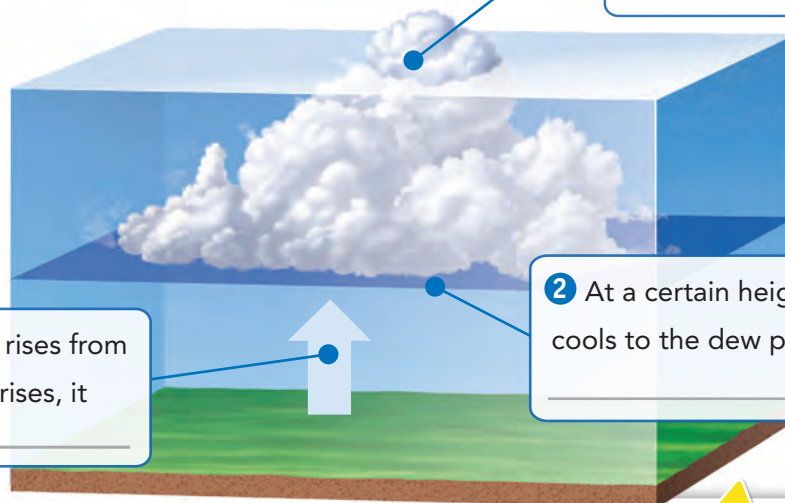 rises from
rises, it
2 At a certain heig
cools to the dew p